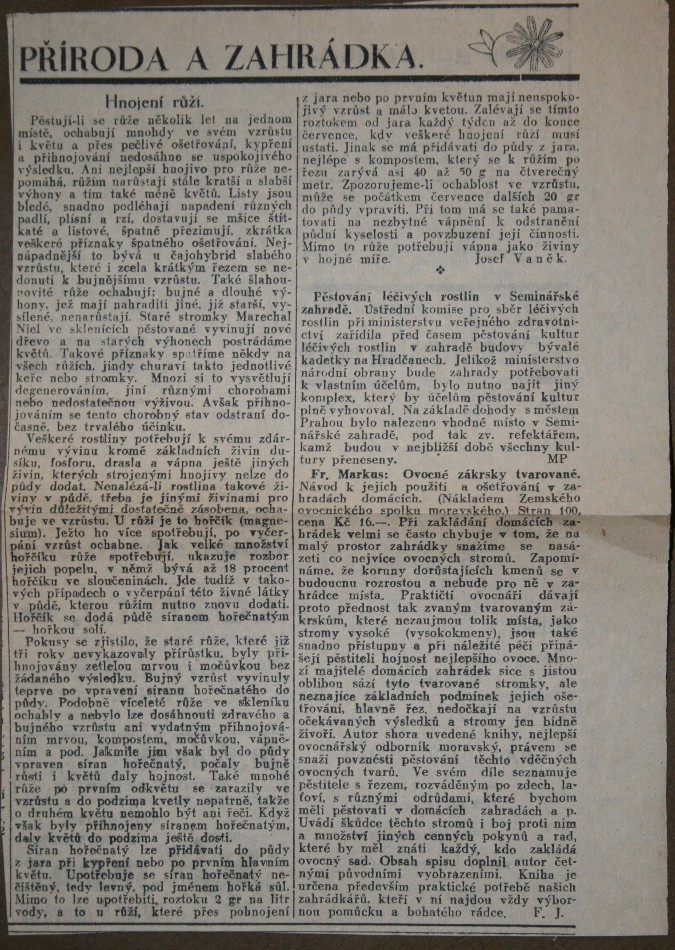 PŘÍRODA A ZAHRÁDKA.
Hnojení růží.
Pěstují-li se růže několik let na jednom
místě, ochabují mnohdy ve svém vzrůstu
i květu a přes pečlivé ošetřování, kypření
a přihnojování nedosáhne se uspokojivého
výsledku. Ani nejlepší hnojivo pro růže ne-
pomáhá, růžím narůstají stále kratší a slabší
výhony a tím také méně květů. Listy jsou
bledé, snadno podléhají napadení různých
padlí, plísní a rzí, dostavují se mšice štít-
katé a listové, špatně přezimují, zkrátka
veškeré příznaky špatného ošetřování. Nej-
nápadnější to bývá u čajohybrid slabého
vzrůstu, které i zcela krátkým řezem se ne-
donutí k bujnějšímu vzrůstu. Také šlahou-
novité růže ochabují; bujné a dlouhé vý-
hony, jež mají nahraditi jiné, již starší, vy-
sílené, nenarůstají. Staré stromky Marechal
Niel ve sklenících pěstované vyvinují nové
dřevo a na starých výhonech postrádáme
květů. Takové příznaky spatříme někdy na
všech růžích, jindy churaví takto jednotlivé
keře nebo stromky. Mnozí si to vysvětlují
degenerováním, jiní různými chorobami
nebo nedostatečnou výživou. Avšak přihno-
jováním se tento chorobný stav odstraní do-
časně, bez trvalého účinku.
Veškeré rostliny potřebují k svému zdár-
nému vývinu kromě základních živin du-
síku, fosforu, drasla a vápna ještě jiných
živin, kterých strojenými hnojivy nelze do
půdy dodat. Nenalézá-li rostlina takové ži-
viny v půdě, třeba je jinými živinami pro
vývin důležitými dostatečně zásobena, ocha-
buje ve vzrůstu. U růží je to hořčík (magne-
sium). Ježto ho více spotřebují, po vyčer-
pání vzrůst ochabne. Jak velké množství
hořčíku růže spotřebují, ukazuje rozbor
jejich popelu, v němž bývá až 18 procent
hořčíku ve sloučeninách. Jde tudíž v tako-
vých případech o vyčerpání této živné látky
v půdě, kterou růžím nutno znovu dodati.
Hořčík se dodá půdě síranem hořečnatým
— hořkou solí.
Pokusy se zjistilo, že staré růže, které již
tři roky nevykazovaly přírůstku, byly při-
hnojovány zetlelou mrvou i močůvkou bez
žádaného výsledku. Bujný vzrůst vyvinuly
teprve po vpravení síranu hořečnatého do
půdy. Podobně víceleté růže ve skleníku
ochably a nebylo lze dosáhnouti zdravého a
bujného vzrůstu ani vydatným přihnojová-
ním mrvou, kompostem, močůvkou, vápně-
ním a pod. Jakmile jim však byl do půdy
vpraven síran hořečnatý, počaly bujně
růsti i květů daly hojnost. Také mnohé
růže po prvním odkvětu se zarazily ve
vzrůstu a do podzima kvetly nepatrně, takže
o druhém květu nemohlo být ani řeči. Když
však byly přihnojeny síranem hořečnatým,
daly květů do podzima ještě dosti.
Síran hořečnatý lze přidávati do půdy
z jara při kypření nebo po prvním hlavním
květu. Upotřebuje se síran hořečnatý ne-
čištěný, tedy levný, pod jménem hořká sůl.
Mimo to lze upotřebiti roztoku 2 gr na litr
vody, a to u růží, které přes pohnojení
z jara nebo po prvním květun mají neuspoko-
jivý vzrůst a málo kvetou. Zalévají se tímto
roztokem od jara každý týden až do konce
července, kdy veškeré hnojení růží musí
ustati. Jinak se má přidávati do půdy z jara,
nejlépe s kompostem, který se k růžím po
řezu zarývá asi 40 až 50 g na čtverečný
metr. Zpozorujeme-li ochablost ve vzrůstu,
může se počátkem července dalších 20 gr
do půdy vpraviti. Při tom má se také pama-
tovati na nezbytné vápnění k odstranění
půdní kyselosti a povzbuzení její činnosti.
Mimo to růže potřebují vápna jako živiny
v hojné míře. Josef Vaněk.
Pěstování léčivých rostlin v Seminářské
zahradě. Ústřední komise pro sběr léčivých
rostlin při ministerstvu veřejného zdravotni-
ctví zařídila před časem pěstování kultur
léčivých rostlin v zahradě budovy bývalé
kadetky na Hradčanech. Jelikož ministerstvo
národní obrany bude zahrady potřebovati
k vlastním účelům, bylo nutno najít jiný
komplex, který by účelům pěstování kultur
plně vyhovoval. Na základě dohody s městem
Prahou bylo nalezeno vhodné místo v Semi-
nářské zahradě, pod tak zv. refektářem,
kamž budou v nejbližší době všechny kul-
tury přeneseny. MP
Fr. Markus: Ovocné zákrsky tvarované.
Návod k jejich použití a ošetřování v za-
hradách domácích. (Nákladem Zemského
ovocnického spolku moravského.) Stran 100,
cena Kč 16.—. Při zakládání domácích za-
hrádek velmi se často chybuje v tom, že na
malý prostor zahrádky snažíme se nasá-
zeti co nejvíce ovocných stromů. Zapomí-
náme, že koruny dorůstajících kmenů se v
budoucnu rozrostou a nebude pro ně v za-
hrádce místa. Praktičtí ovocnáři dávají
proto přednost tak zvaným tvarovaným zá-
krskům, které nezaujmou tolik místa, jako
stromy vysoké (vysokokmeny), jsou také
snadno přístupny a při náležité péči přiná-
šejí pěstiteli hojnost nejlepšího ovoce. Mno-
zí majitelé domácích zahrádek sice s jistou
oblibou sází tyto tvarované stromky, ale
neznajíce základních podmínek jejich oše-
třování, hlavně řez, nedočkají na vzrůstu
očekávaných výsledků a stromy jen bídně
živoří. Autor shora uvedené knihy, nejlepší
ovocnářský odborník moravský, právem se
snaží povznésti pěstování těchto vděčných
ovocných tvarů. Ve svém díle seznamuje
pěstitele s řezem, rozváděným po zdech, la-
ťoví, s různými odrůdami, které bychom
měli pěstovati v domácích zahradách a p.
Uvádí škůdce těchto stromů i boj proti nim
a množství jiných cenných pokynů a rad,
které by měl znáti každý, kdo zakládá
ovocný sad. Obsah spisu doplnil autor čet-
nými původními vyobrazeními. Kniha je
určena především praktické potřebě našich
zahrádkářů, kteří v ní najdou vždy výbor-
nou pomůcku a bohatého rádce. F. J.